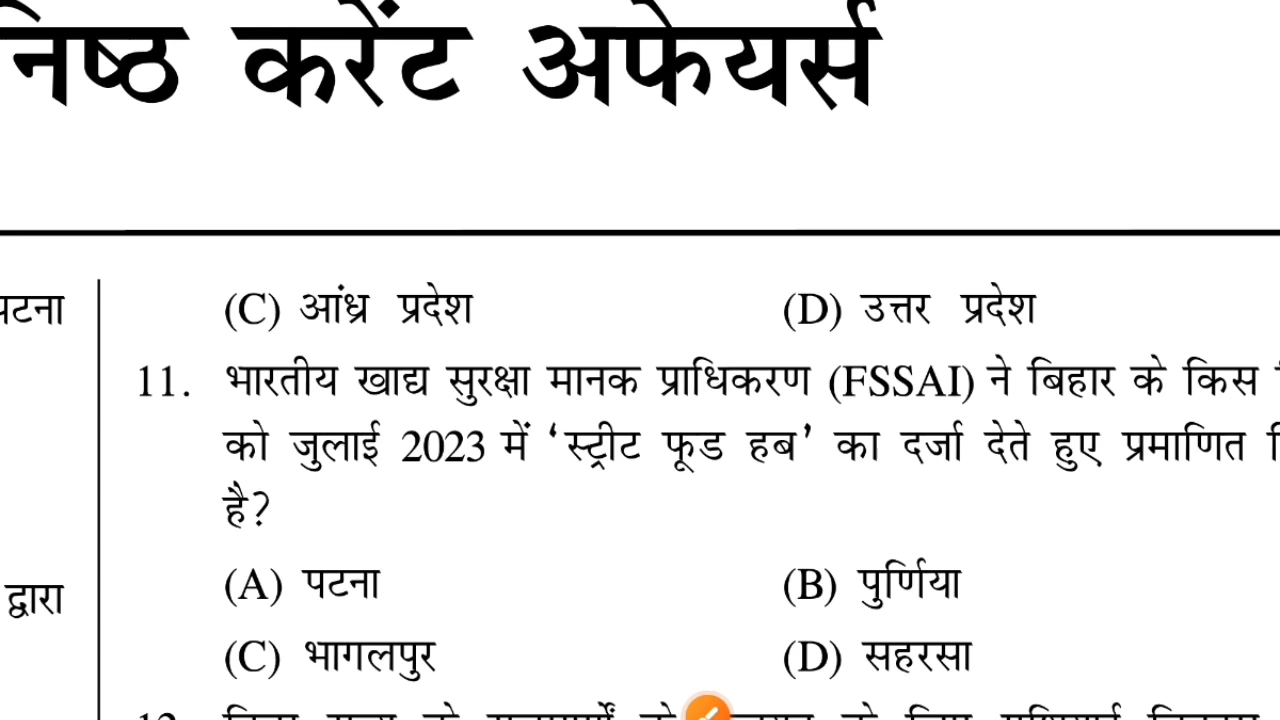 करेंट अफेयर्स
(C) आंध्र प्रदेश (D) उत्तर प्रदेश
11. भारतीय खाद्य सुरक्षा मानक प्राधिकरण (FSSAI) ने बिहार के किस
को जुलाई 2023 में ‘स्ट्रीट फूड हब’ का दर्जा देते हुए प्रमाणित
है?
(A) पटना (B) पुर्णिया
द्वारा
(C) भागलपुर (D) सहरसा